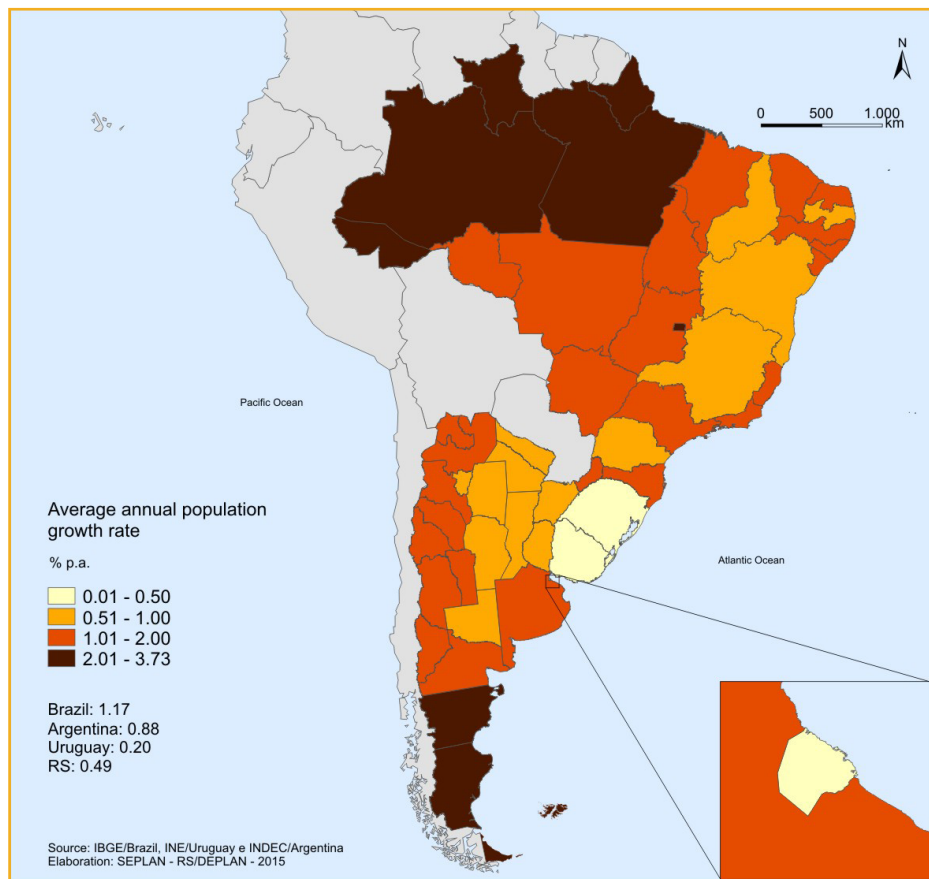 N
0 500 1.000
km
Pacific Ocean
Atlantic Ocean
Average annual population
growth rate
% p.a.
0.01 - 0.50
0.51 - 1.00
1.01 - 2.00
2.01 - 3.73
Brazil: 1.17
Argentina: 0.88
Uruguay: 0.20
RS: 0.49
Source: IBGE/Brazil, INE/Uruguay e INDEC/Argentina
Elaboration: SEPLAN - RS/DEPLAN - 2015